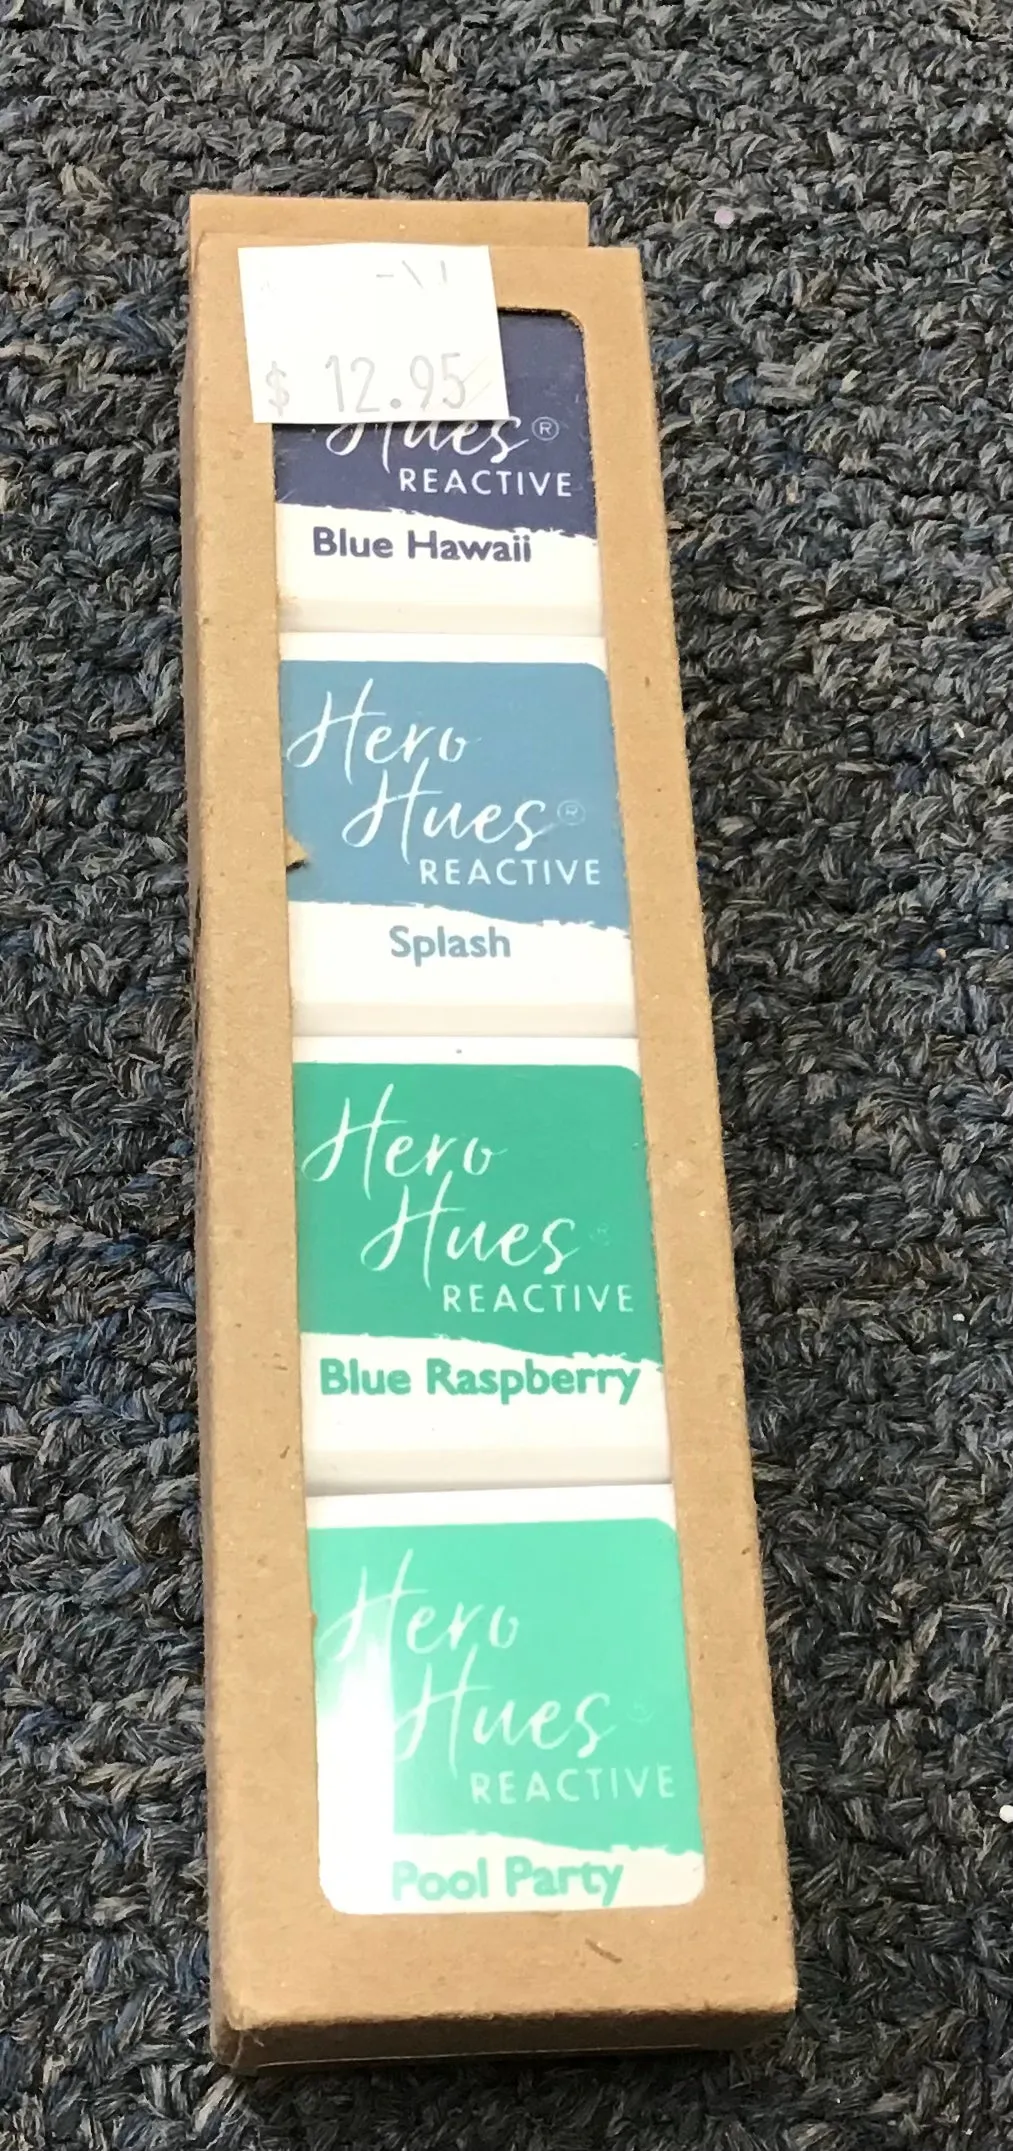 $ 12.95
Hues®
REACTIVE
Blue Hawaii
Hero
Hues®
REACTIVE
Splash
Hero
Hues®
REACTIVE
Blue Raspberry
Hero
Hues®
REACTIVE
Pool Party